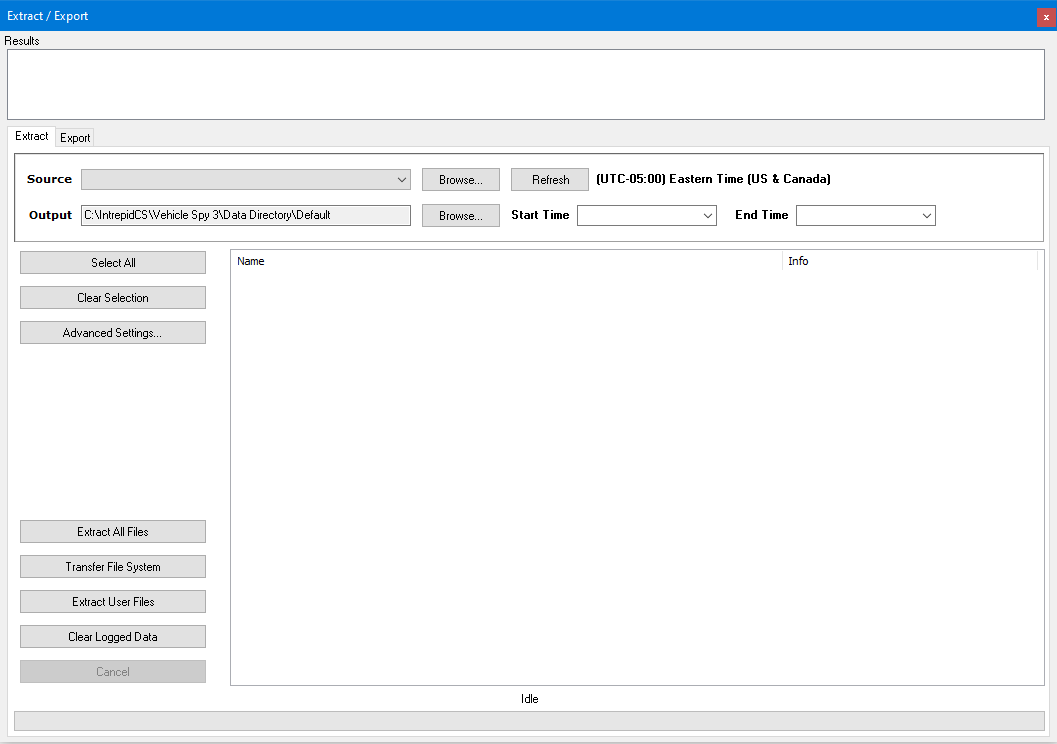 Extract / Export
x
Results
Extract Export
Source Browse... Refresh (UTC-05:00) Eastern Time (US & Canada)
Output C:\IntrepidCS\Vehicle Spy 3\Data Directory\Default Browse... Start Time End Time
Select All
Clear Selection
Advanced Settings...
Name Info
Extract All Files
Transfer File System
Extract User Files
Clear Logged Data
Cancel
Idle